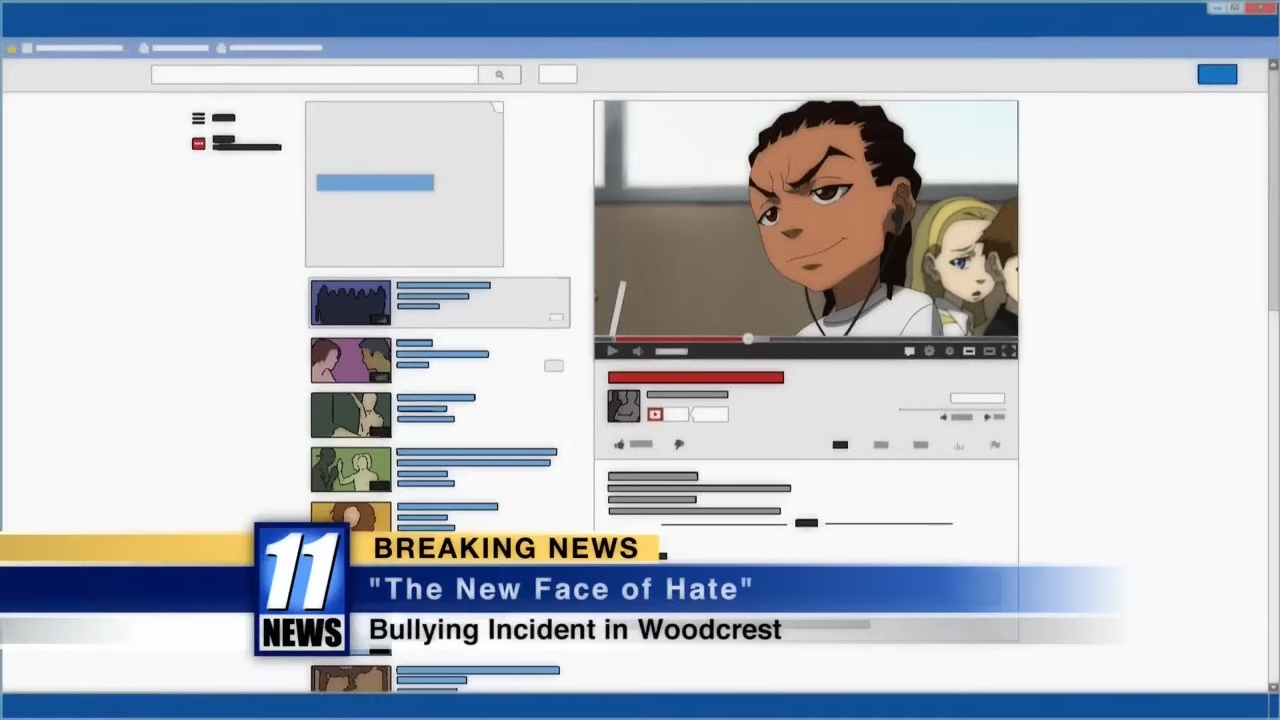 BREAKING NEWS
"The New Face of Hate"
11
NEWS
Bullying Incident in Woodcrest